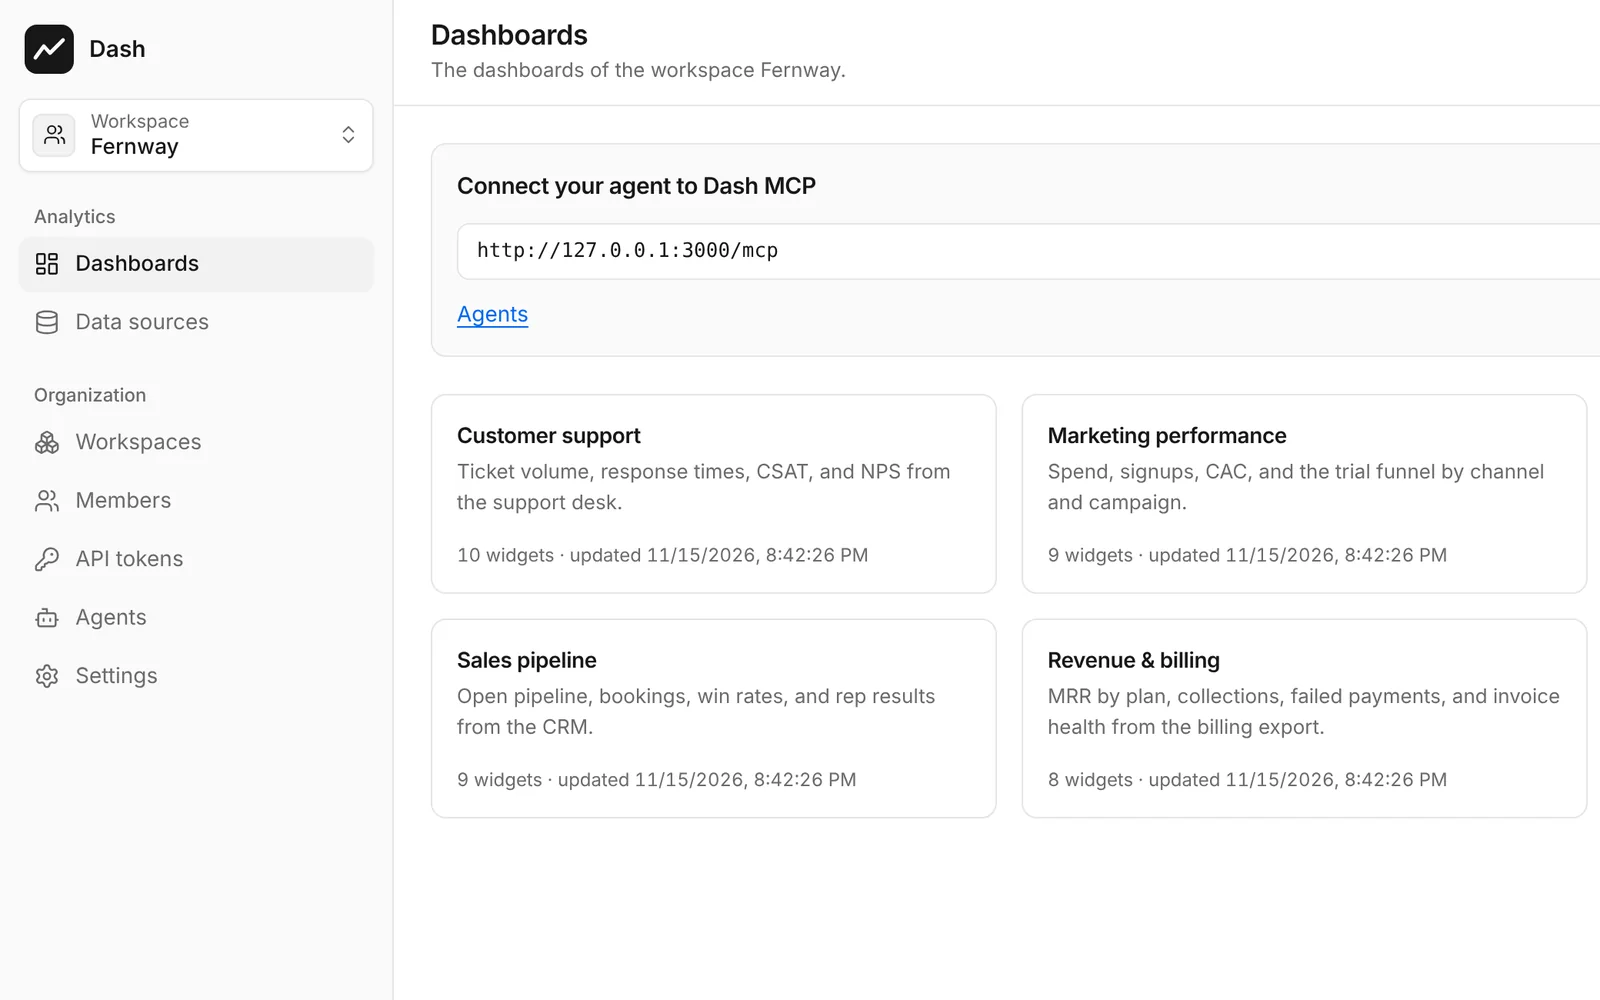 Dash
Workspace
Fernway
Analytics
Dashboards
Data sources
Organization
Workspaces
Members
API tokens
Agents
Settings
Dashboards
The dashboards of the workspace Fernway.
Connect your agent to Dash MCP
http://127.0.0.1:3000/mcp
Agents
Customer support
Ticket volume, response times, CSAT, and NPS from
the support desk.
10 widgets · updated 11/15/2026, 8:42:26 PM
Marketing performance
Spend, signups, CAC, and the trial funnel by channel
and campaign.
9 widgets · updated 11/15/2026, 8:42:26 PM
Sales pipeline
Open pipeline, bookings, win rates, and rep results
from the CRM.
9 widgets · updated 11/15/2026, 8:42:26 PM
Revenue & billing
MRR by plan, collections, failed payments, and invoice
health from the billing export.
8 widgets · updated 11/15/2026, 8:42:26 PM